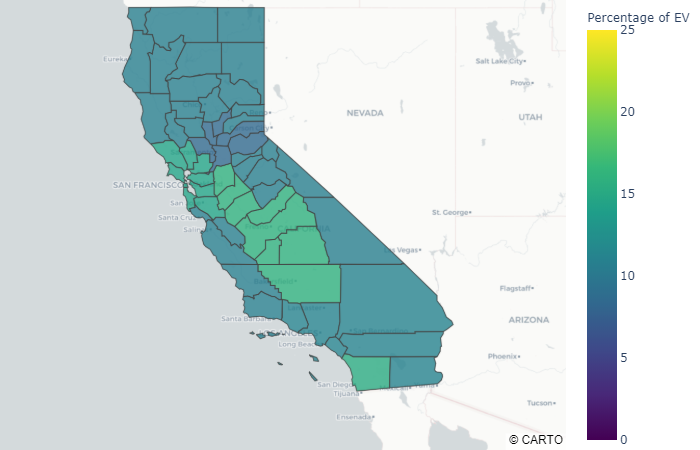 Percentage of EV
25
20
15
10
5
0
Eureka
Salt Lake City
Provo
NEVADA
UTAH
SAN FRANCISCO
Santa Cruz
St. George
Las Vegas
Flagstaff
ARIZONA
Santa Barbara
Long Beach
Phoenix
San Diego
Tijuana
Tucson
Ensenada
© CARTO